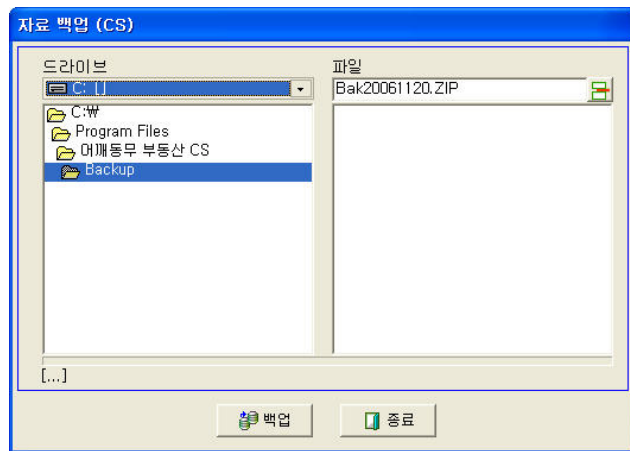 자료 백업 (CS)
드라이브
파일
C: []
Bak20061120.ZIP
C:₩
Program Files
어깨동무 부동산 CS
Backup
[...]
백업
종료